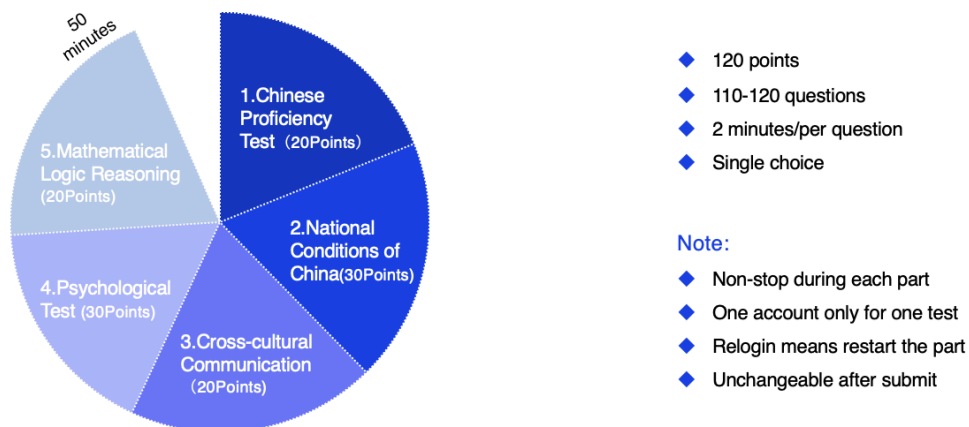 50
minutes
1.Chinese
Proficiency
Test（20Points）
2.National
Conditions of
China(30Points)
3.Cross-cultural
Communication
（20Points）
4.Psychological
Test (30Points)
5.Mathematical
Logic Reasoning
(20Points)
120 points
110-120 questions
2 minutes/per question
Single choice
Note:
Non-stop during each part
One account only for one test
Relogin means restart the part
Unchangeable after submit